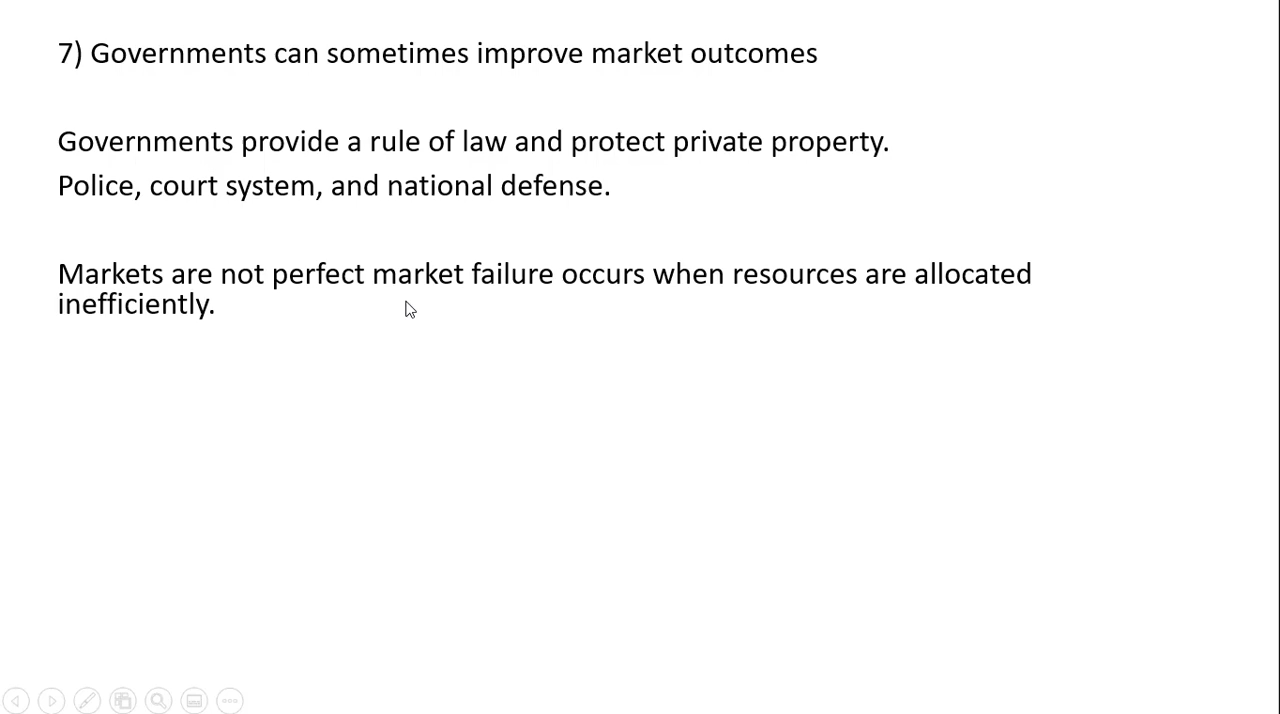 7) Governments can sometimes improve market outcomes
Governments provide a rule of law and protect private property.
Police, court system, and national defense.
Markets are not perfect market failure occurs when resources are allocated
inefficiently.